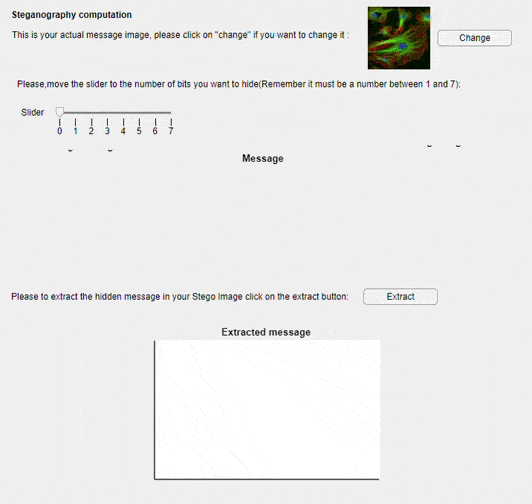 Steganography computation
This is your actual message image, please click on "change" if you want to change it :
Change
Please,move the slider to the number of bits you want to hide(Remember it must be a number between 1 and 7):
Slider
0 1 2 3 4 5 6 7
Message
Please to extract the hidden message in your Stego Image click on the extract button:
Extract
Extracted message